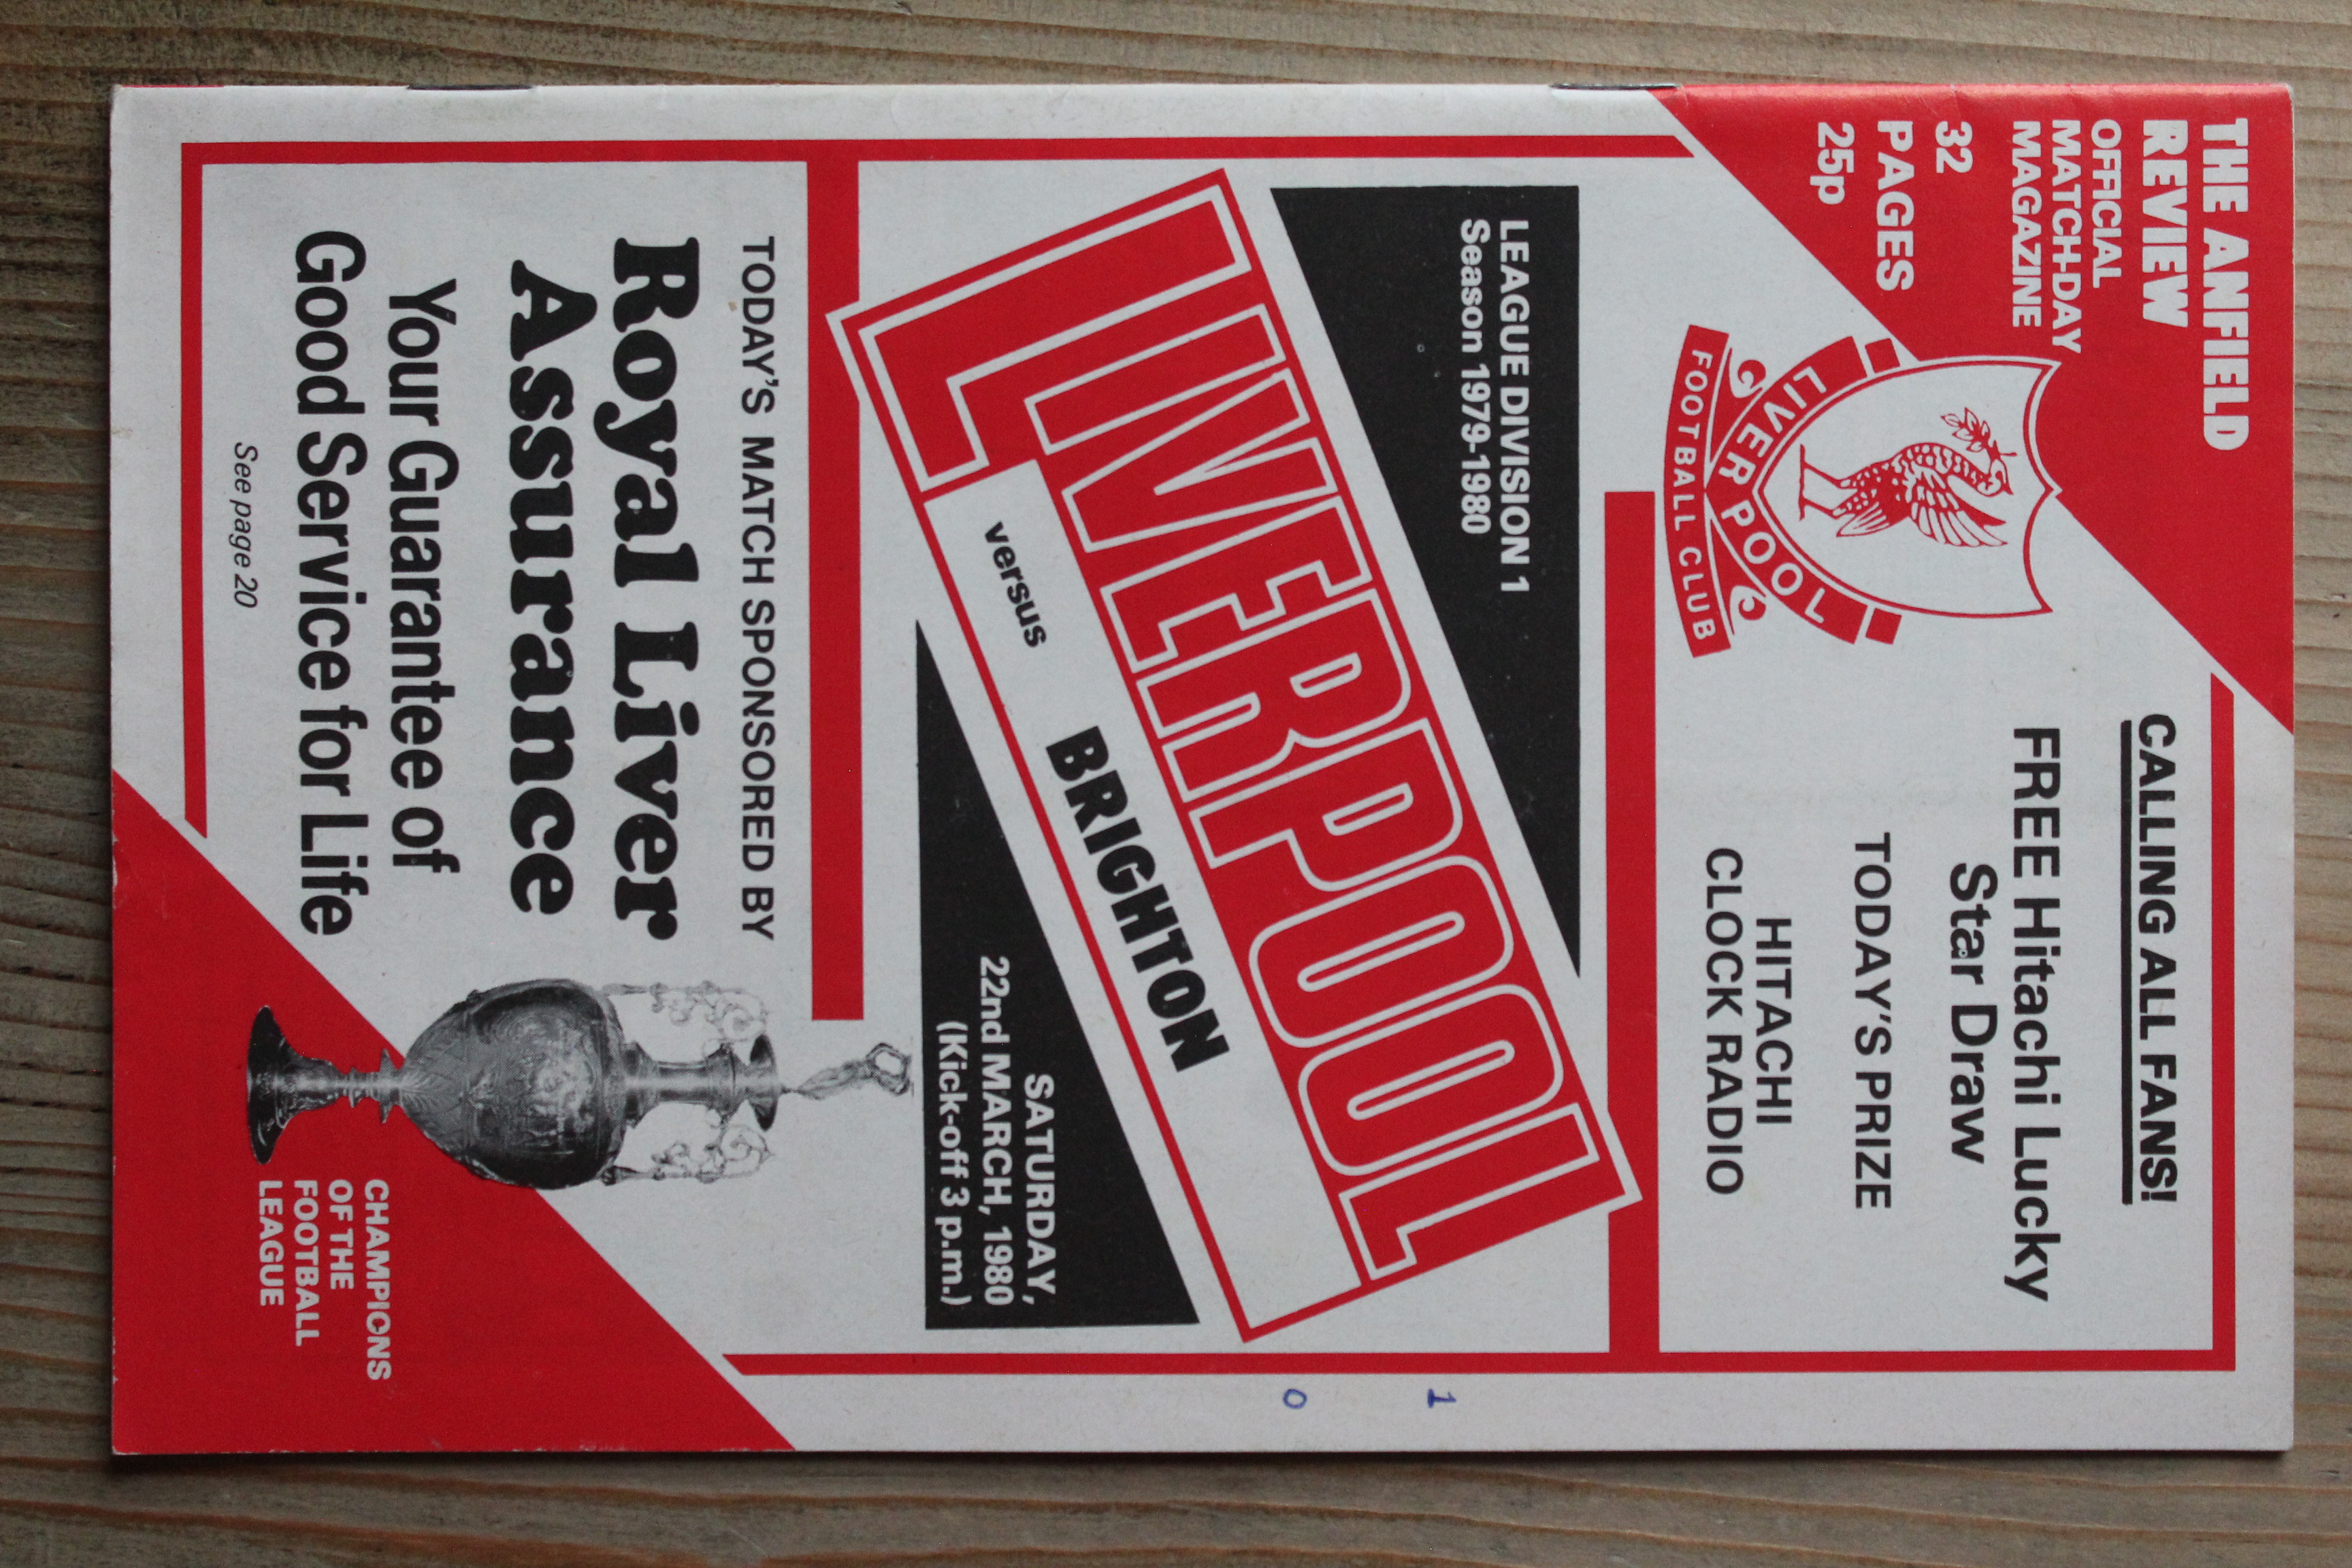 THE ANFIELD
REVIEW
OFFICIAL
MATCH-DAY
MAGAZINE
32
PAGES
25p
LIVERPOOL
FOOTBALL CLUB
CALLING ALL FANS!
FREE Hitachi Lucky
Star Draw
TODAY'S PRIZE
HITACHI
CLOCK RADIO
LEAGUE DIVISION 1
Season 1979-1980
LIVERPOOL
1
versus
BRIGHTON
0
SATURDAY,
22nd MARCH, 1980
(Kick-off 3 p.m.)
TODAY'S MATCH SPONSORED BY
Royal Liver
Assurance
Your Guarantee of
Good Service for Life
See page 20
CHAMPIONS
OF THE
FOOTBALL
LEAGUE